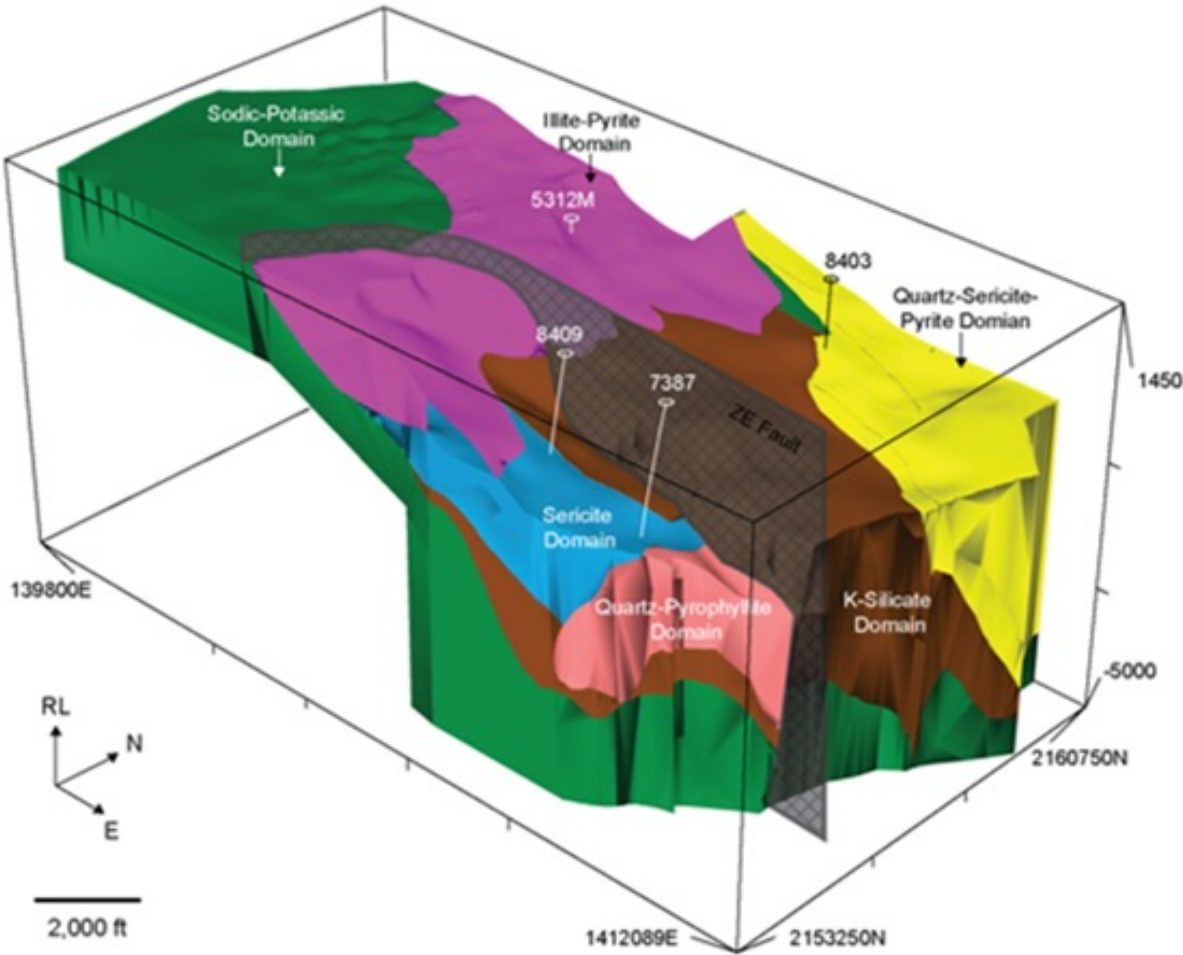 Sodic-Potassic
Domain
Illite-Pyrite
Domain
5312M
8403
Quartz-Sericite-
Pyrite Domian
8409
7387
1450
ZE Fault
Sericite
Domain
Quartz-Pyrophyllite
Domain
K-Silicate
Domain
139800E
-5000
2160750N
RL
N
E
2,000 ft
1412089E
2153250N